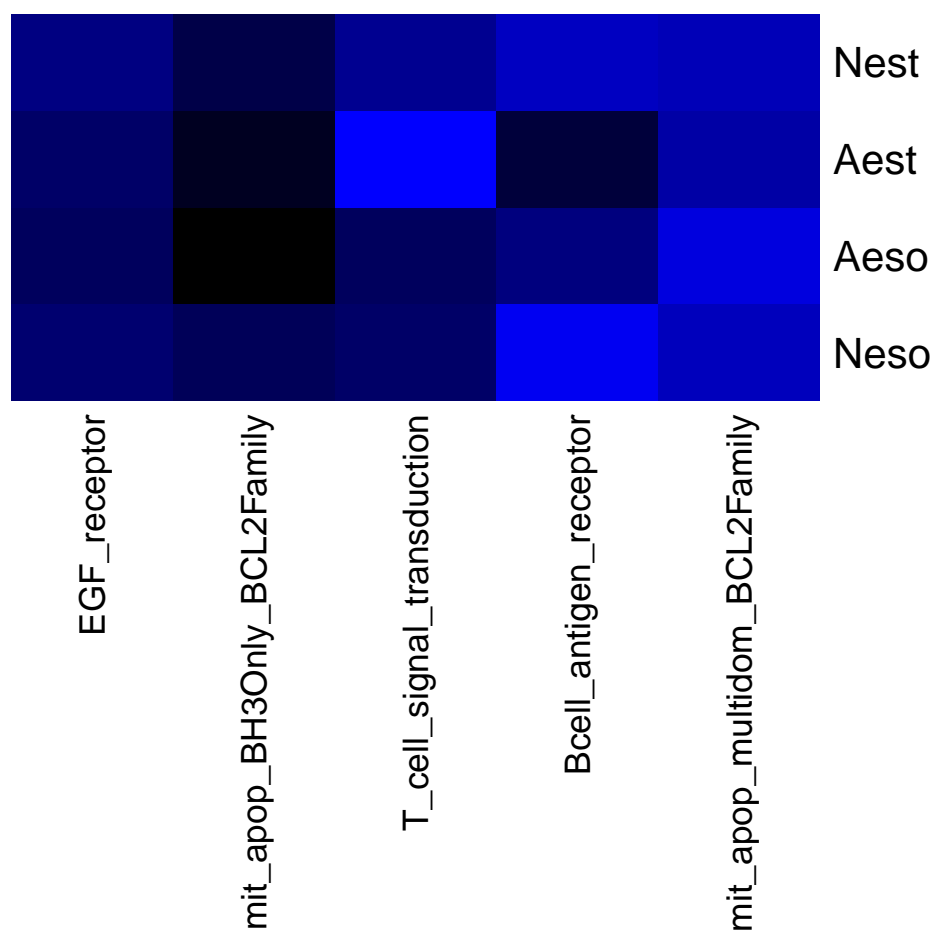 Nest
Aest
Aeso
Neso
EGF_receptor
mit_apop_BH3Only_BCL2Family
T_cell_signal_transduction
Bcell_antigen_receptor
mit_apop_multidom_BCL2Family